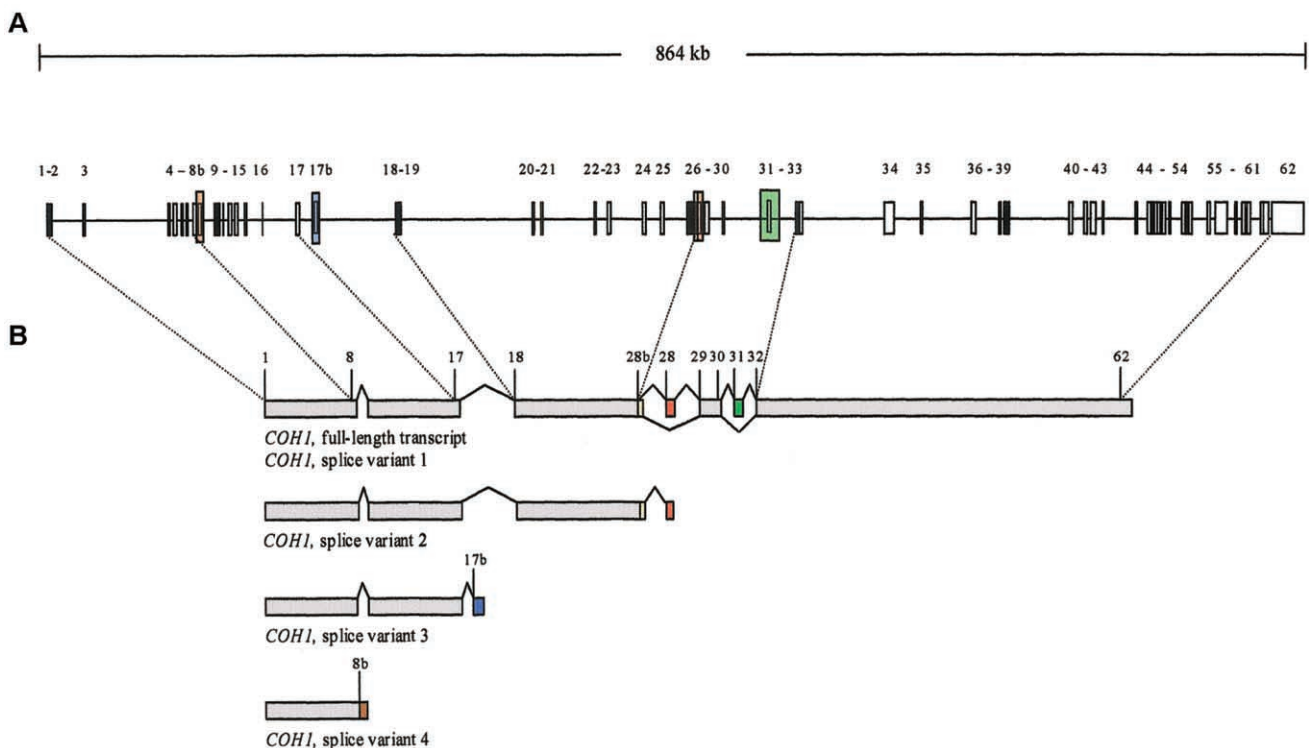 A
864 kb
1-2 3 4 – 8b 9 - 15 16 17 17b 18-19 20-21 22-23 24 25 26 - 30 31 - 33 34 35 36 - 39 40 - 43 44 - 54 55 - 61 62
B
1 8 17 18 28b 28 29 30 31 32 62
COH1, full-length transcript
COH1, splice variant 1
COH1, splice variant 2
17b
COH1, splice variant 3
8b
COH1, splice variant 4